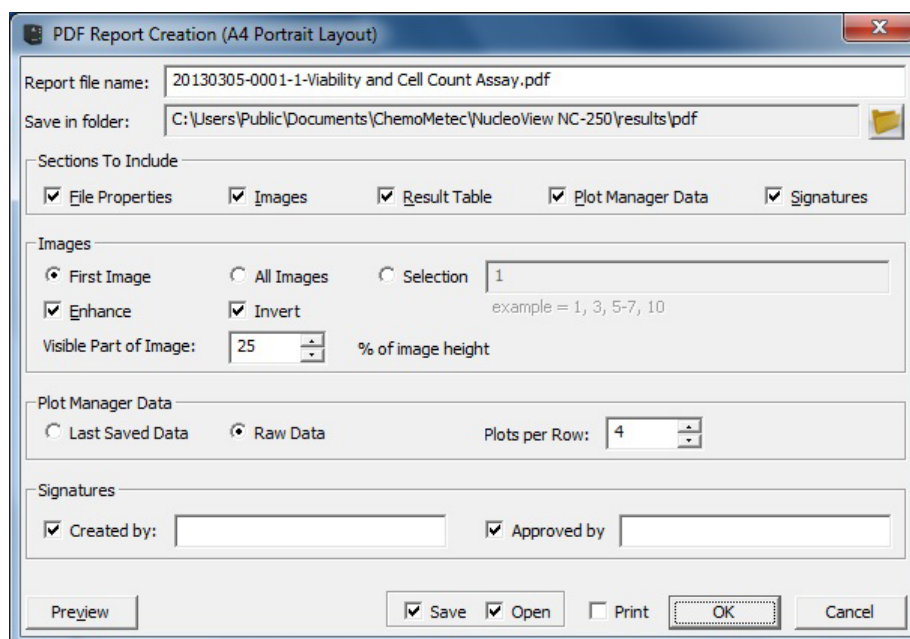 PDF Report Creation (A4 Portrait Layout)
Report file name: 20130305-0001-1-Viability and Cell Count Assay.pdf
Save in folder: C:\Users\Public\Documents\ChemoMetec\NucleoView NC-250\results\pdf
Sections To Include
File Properties Images Result Table Plot Manager Data Signatures
Images
First Image All Images Selection 1
Enhance Invert example = 1, 3, 5-7, 10
Visible Part of Image: 25 % of image height
Plot Manager Data
Last Saved Data Raw Data Plots per Row: 4
Signatures
Created by: Approved by
Preview Save Open Print OK Cancel